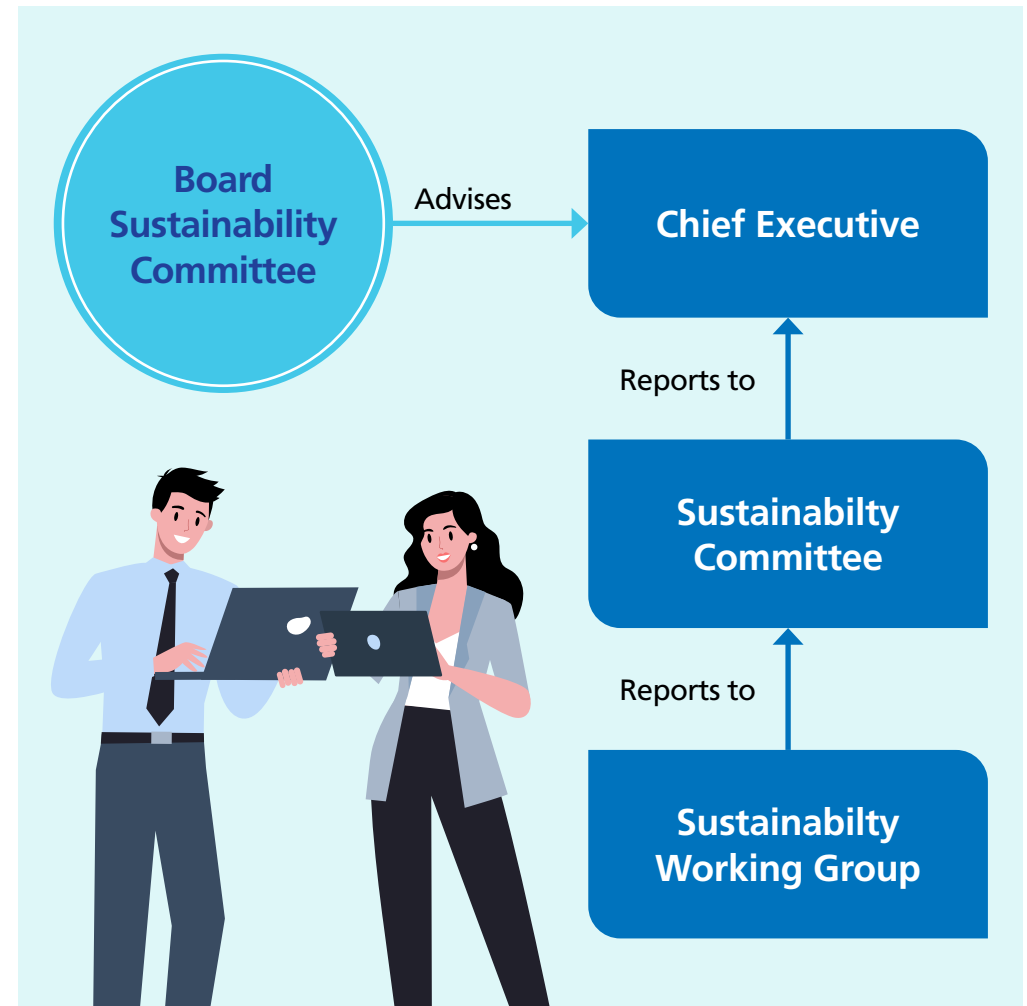 Board
Sustainability
Committee
Advises
Chief Executive
Reports to
Sustainabilty
Committee
Reports to
Sustainabilty
Working Group